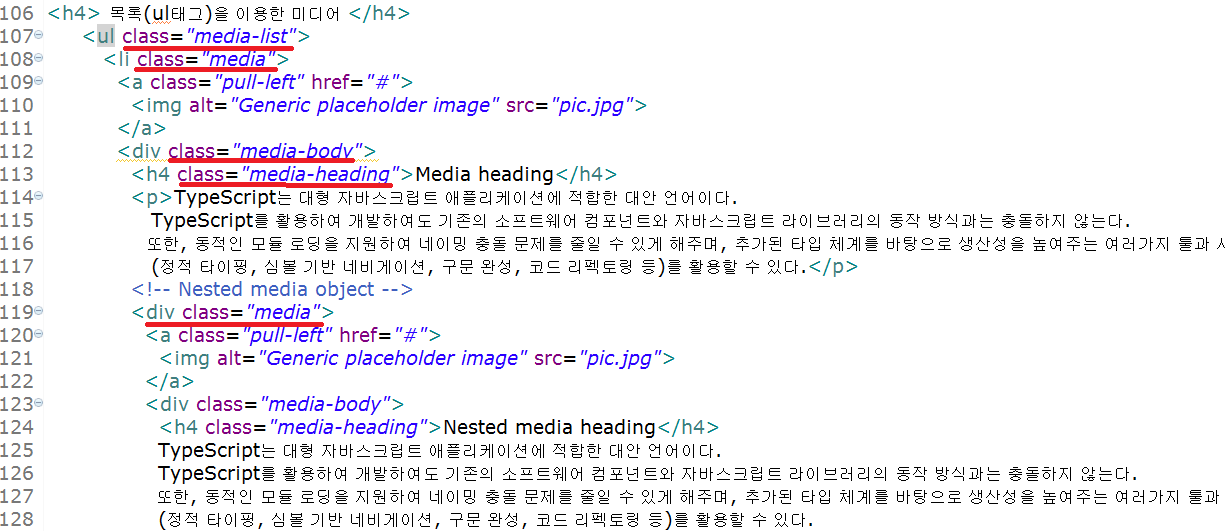 106 <h4> 목록(ul태그)을 이용한 미디어 </h4>
107 <ul class="media-list">
108 <li class="media">
109 <a class="pull-left" href="#">
110 <img alt="Generic placeholder image" src="pic.jpg">
111 </a>
112 <div class="media-body">
113 <h4 class="media-heading">Media heading</h4>
114 <p>TypeScript는 대형 자바스크립트 애플리케이션에 적합한 대안 언어이다.
115 TypeScript를 활용하여 개발하여도 기존의 소프트웨어 컴포넌트와 자바스크립트 라이브러리의 동작 방식과는 충돌하지 않는다.
116 또한, 동적인 모듈 로딩을 지원하여 네이밍 충돌 문제를 줄일 수 있게 해주며, 추가된 타입 체계를 바탕으로 생산성을 높여주는 여러가지 툴과
117 (정적 타이핑, 심볼 기반 네비게이션, 구문 완성, 코드 리펙토링 등)를 활용할 수 있다.</p>
118 <!-- Nested media object -->
119 <div class="media">
120 <a class="pull-left" href="#">
121 <img alt="Generic placeholder image" src="pic.jpg">
122 </a>
123 <div class="media-body">
124 <h4 class="media-heading">Nested media heading</h4>
125 TypeScript는 대형 자바스크립트 애플리케이션에 적합한 대안 언어이다.
126 TypeScript를 활용하여 개발하여도 기존의 소프트웨어 컴포넌트와 자바스크립트 라이브러리의 동작 방식과는 충돌하지 않는다.
127 또한, 동적인 모듈 로딩을 지원하여 네이밍 충돌 문제를 줄일 수 있게 해주며, 추가된 타입 체계를 바탕으로 생산성을 높여주는 여러가지 툴과
128 (정적 타이핑, 심볼 기반 네비게이션, 구문 완성, 코드 리펙토링 등)를 활용할 수 있다.